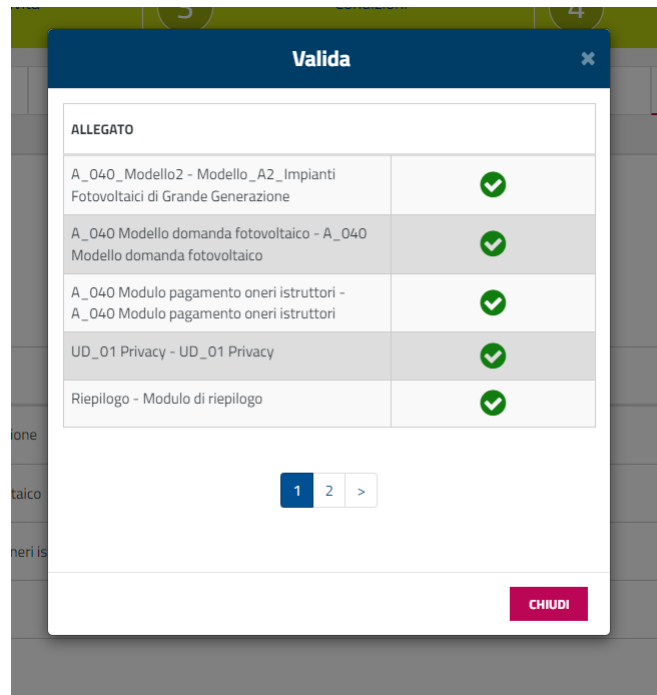 3
4
Valida
×
ALLEGATO
A_040_Modello2 - Modello_A2_Impianti
Fotovoltaici di Grande Generazione
A_040 Modello domanda fotovoltaico - A_040
Modello domanda fotovoltaico
A_040 Modulo pagamento oneri istruttori -
A_040 Modulo pagamento oneri istruttori
UD_01 Privacy - UD_01 Privacy
Riepilogo - Modulo di riepilogo
ione
1 2 >
taico
neri is
CHIUDI